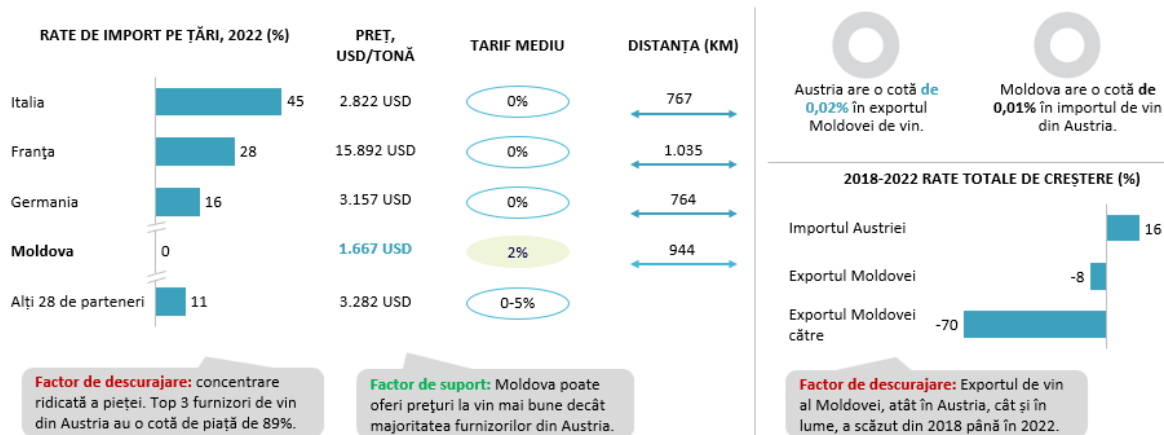 RATE DE IMPORT PE ȚĂRI, 2022 (%)
PREȚ,
USD/TONĂ
TARIF MEDIU
DISTANȚA (KM)
Italia
45
2.822 USD
0%
767
Franţa
28
15.892 USD
0%
1.035
Germania
16
3.157 USD
0%
764
Moldova
0
1.667 USD
2%
944
Alți 28 de parteneri
11
3.282 USD
0-5%
Factor de descurajare: concentrare
ridicată a pieței. Top 3 furnizori de vin
din Austria au o cotă de piață de 89%.
Factor de suport: Moldova poate
oferi prețuri la vin mai bune decât
majoritatea furnizorilor din Austria.
Austria are o cotă de
0,02% în exportul
Moldovei de vin.
Moldova are o cotă de
0,01% în importul de vin
din Austria.
2018-2022 RATE TOTALE DE CREȘTERE (%)
Importul Austriei
16
Exportul Moldovei
-8
Exportul Moldovei
către
-70
Factor de descurajare: Exportul de vin
al Moldovei, atât în Austria, cât și în
lume, a scăzut din 2018 până în 2022.